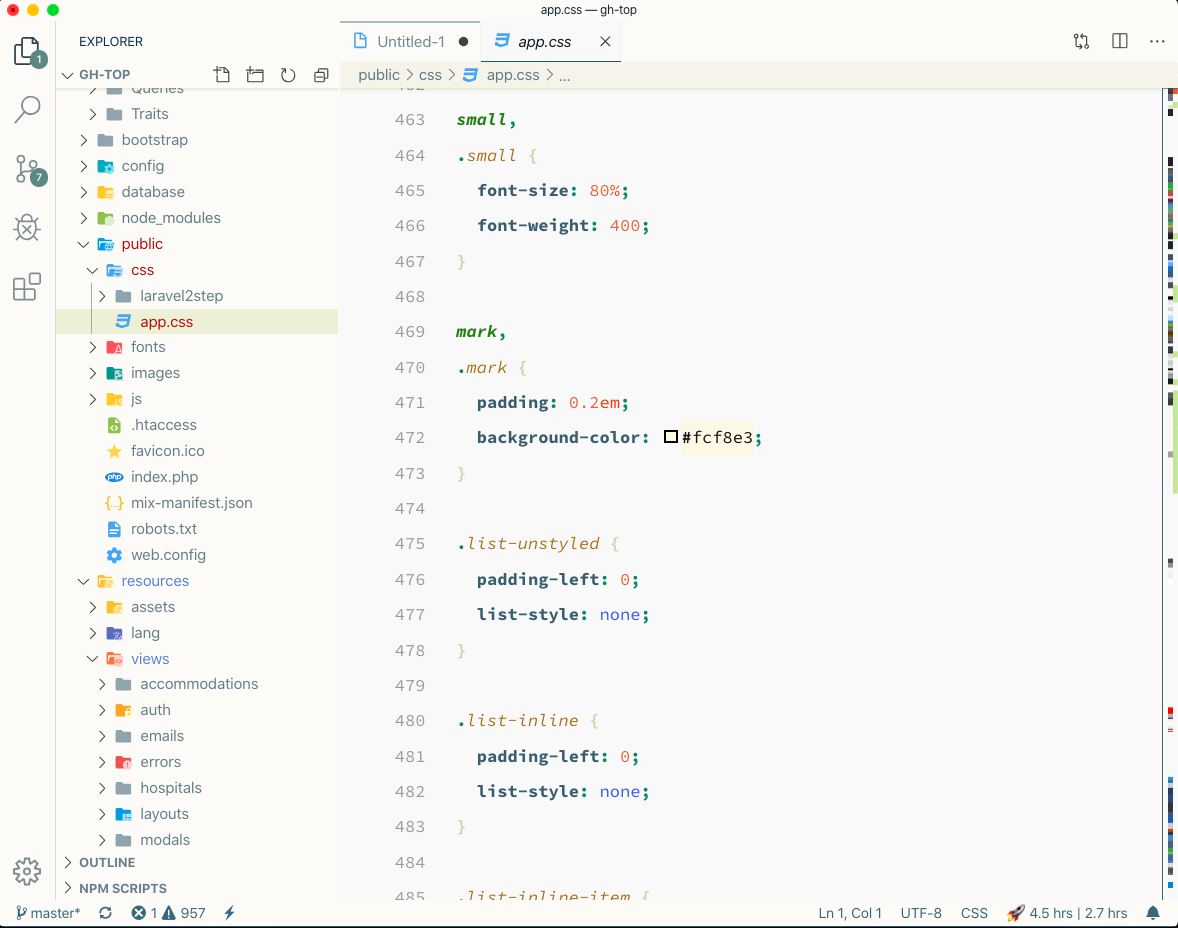 app.css — gh-top
EXPLORER
Untitled-1
app.css
GH-TOP
public
css
app.css
...
1
7
Queries
Traits
bootstrap
config
database
node_modules
public
css
laravel2step
app.css
fonts
images
js
.htaccess
favicon.ico
php index.php
mix-manifest.json
robots.txt
web.config
resources
assets
lang
views
accommodations
auth
emails
errors
hospitals
layouts
modals
OUTLINE
NPM SCRIPTS
462
463 small,
464 .small {
465 font-size: 80%;
466 font-weight: 400;
467 }
468
469 mark,
470 .mark {
471 padding: 0.2em;
472 background-color: #fcf8e3;
473 }
474
475 .list-unstyled {
476 padding-left: 0;
477 list-style: none;
478 }
479
480 .list-inline {
481 padding-left: 0;
482 list-style: none;
483 }
484
485 .list-inline-item {
master* 1 957 Ln 1, Col 1 UTF-8 CSS 🚀 4.5 hrs | 2.7 hrs